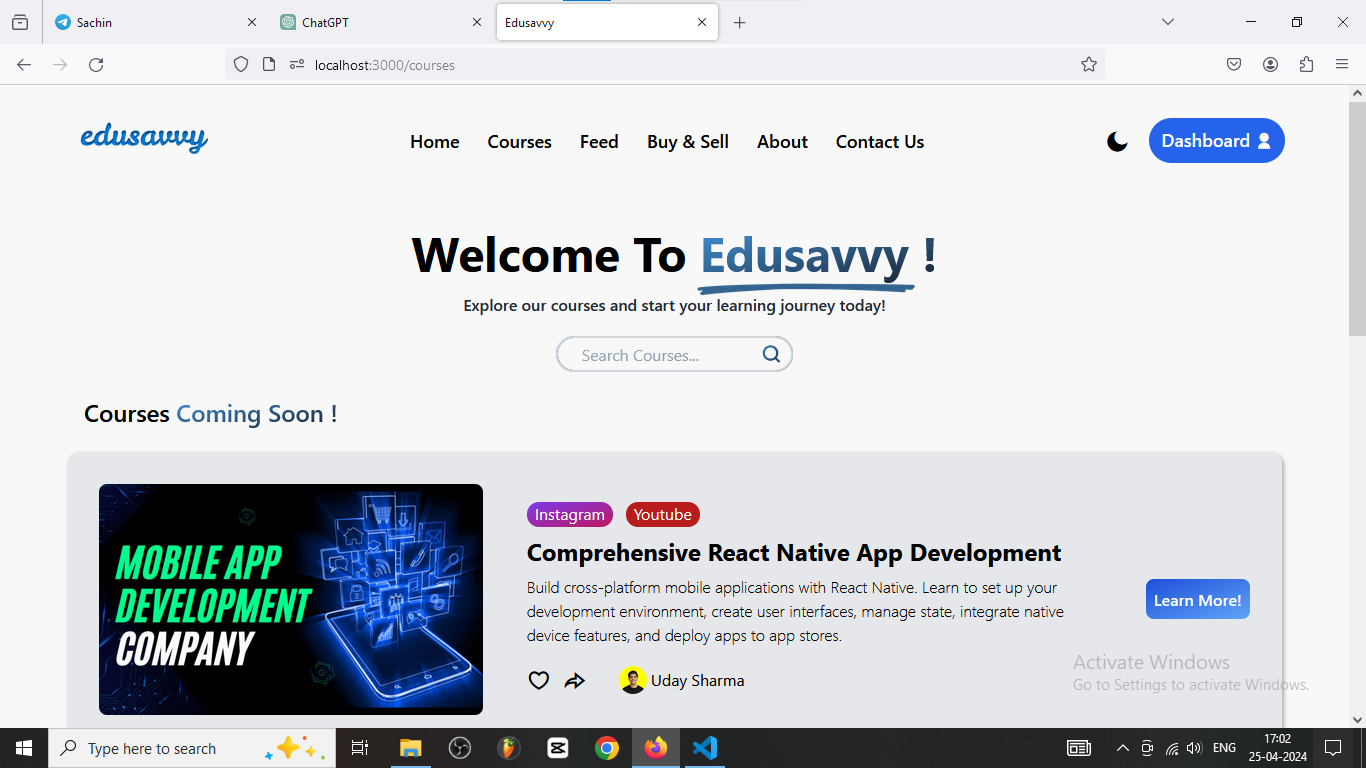 Sachin
ChatGPT
Edusavvy
localhost:3000/courses
edusavvy
Home Courses Feed Buy & Sell About Contact Us
Dashboard
Welcome To Edusavvy !
Explore our courses and start your learning journey today!
Search Courses...
Courses Coming Soon !
MOBILE APP
DEVELOPMENT
COMPANY
Instagram Youtube
Comprehensive React Native App Development
Build cross-platform mobile applications with React Native. Learn to set up your
development environment, create user interfaces, manage state, integrate native
device features, and deploy apps to app stores.
Learn More!
Uday Sharma
Activate Windows
Go to Settings to activate Windows.
Type here to search
ENG
17:02
25-04-2024